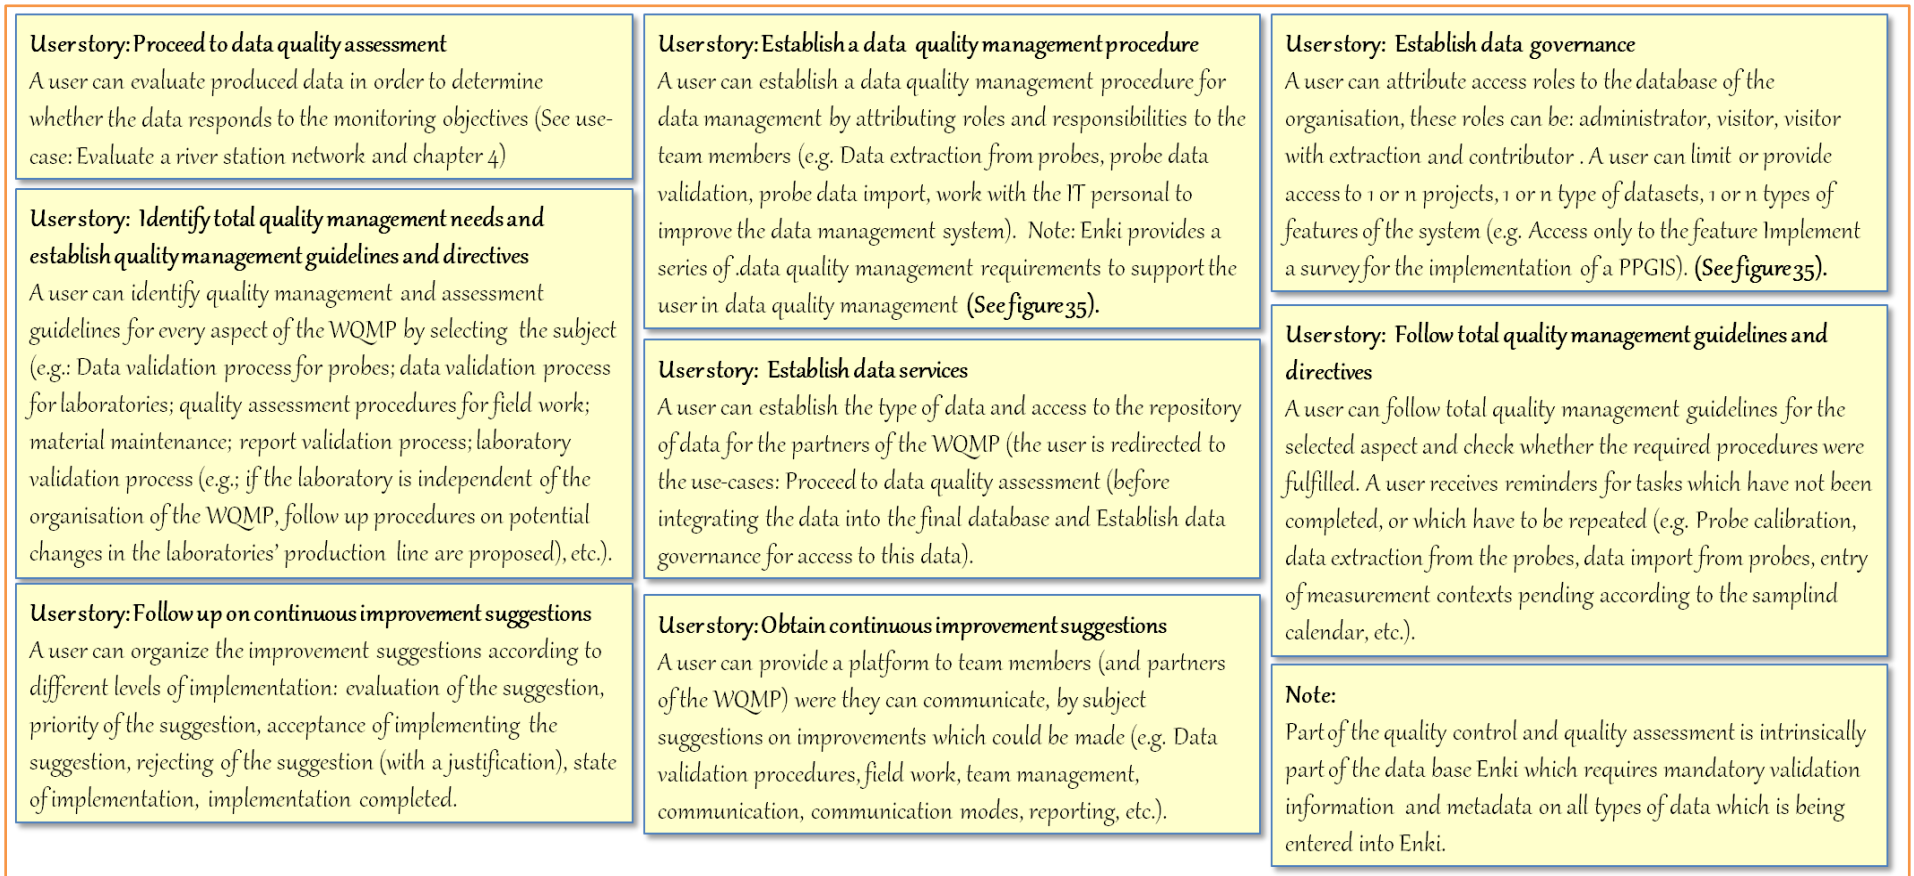 User story: Proceed to data quality assessment
A user can evaluate produced data in order to determine
whether the data responds to the monitoring objectives (See use-
case: Evaluate a river station network and chapter 4)
User story: Identify total quality management needs and
establish quality management guidelines and directives
A user can identify quality management and assessment
guidelines for every aspect of the WQMP by selecting the subject
(e.g.: Data validation process for probes; data validation process
for laboratories; quality assessment procedures for field work;
material maintenance; report validation process; laboratory
validation process (e.g.; if the laboratory is independent of the
organisation of the WQMP, follow up procedures on potential
changes in the laboratories' production line are proposed), etc.).
User story: Follow up on continuous improvement suggestions
A user can organize the improvement suggestions according to
different levels of implementation: evaluation of the suggestion,
priority of the suggestion, acceptance of implementing the
suggestion, rejecting of the suggestion (with a justification), state
of implementation, implementation completed.
User story: Establish a data quality management procedure
A user can establish a data quality management procedure for
data management by attributing roles and responsibilities to the
team members (e.g. Data extraction from probes, probe data
validation, probe data import, work with the IT personal to
improve the data management system). Note: Enki provides a
series of .data quality management requirements to support the
user in data quality management (See figure 35).
User story: Establish data services
A user can establish the type of data and access to the repository
of data for the partners of the WQMP (the user is redirected to
the use-cases: Proceed to data quality assessment (before
integrating the data into the final database and Establish data
governance for access to this data).
User story: Obtain continuous improvement suggestions
A user can provide a platform to team members (and partners
of the WQMP) were they can communicate, by subject
suggestions on improvements which could be made (e.g. Data
validation procedures, field work, team management,
communication, communication modes, reporting, etc.).
User story: Establish data governance
A user can attribute access roles to the database of the
organisation, these roles can be: administrator, visitor, visitor
with extraction and contributor . A user can limit or provide
access to 1 or n projects, 1 or n type of datasets, 1 or n types of
features of the system (e.g. Access only to the feature Implement
a survey for the implementation of a PPGIS). (See figure 35).
User story: Follow total quality management guidelines and
directives
A user can follow total quality management guidelines for the
selected aspect and check whether the required procedures were
fulfilled. A user receives reminders for tasks which have not been
completed, or which have to be repeated (e.g. Probe calibration,
data extraction from the probes, data import from probes, entry
of measurement contexts pending according to the samplind
calendar, etc.).
Note:
Part of the quality control and quality assessment is intrinsically
part of the data base Enki which requires mandatory validation
information and metadata on all types of data which is being
entered into Enki.